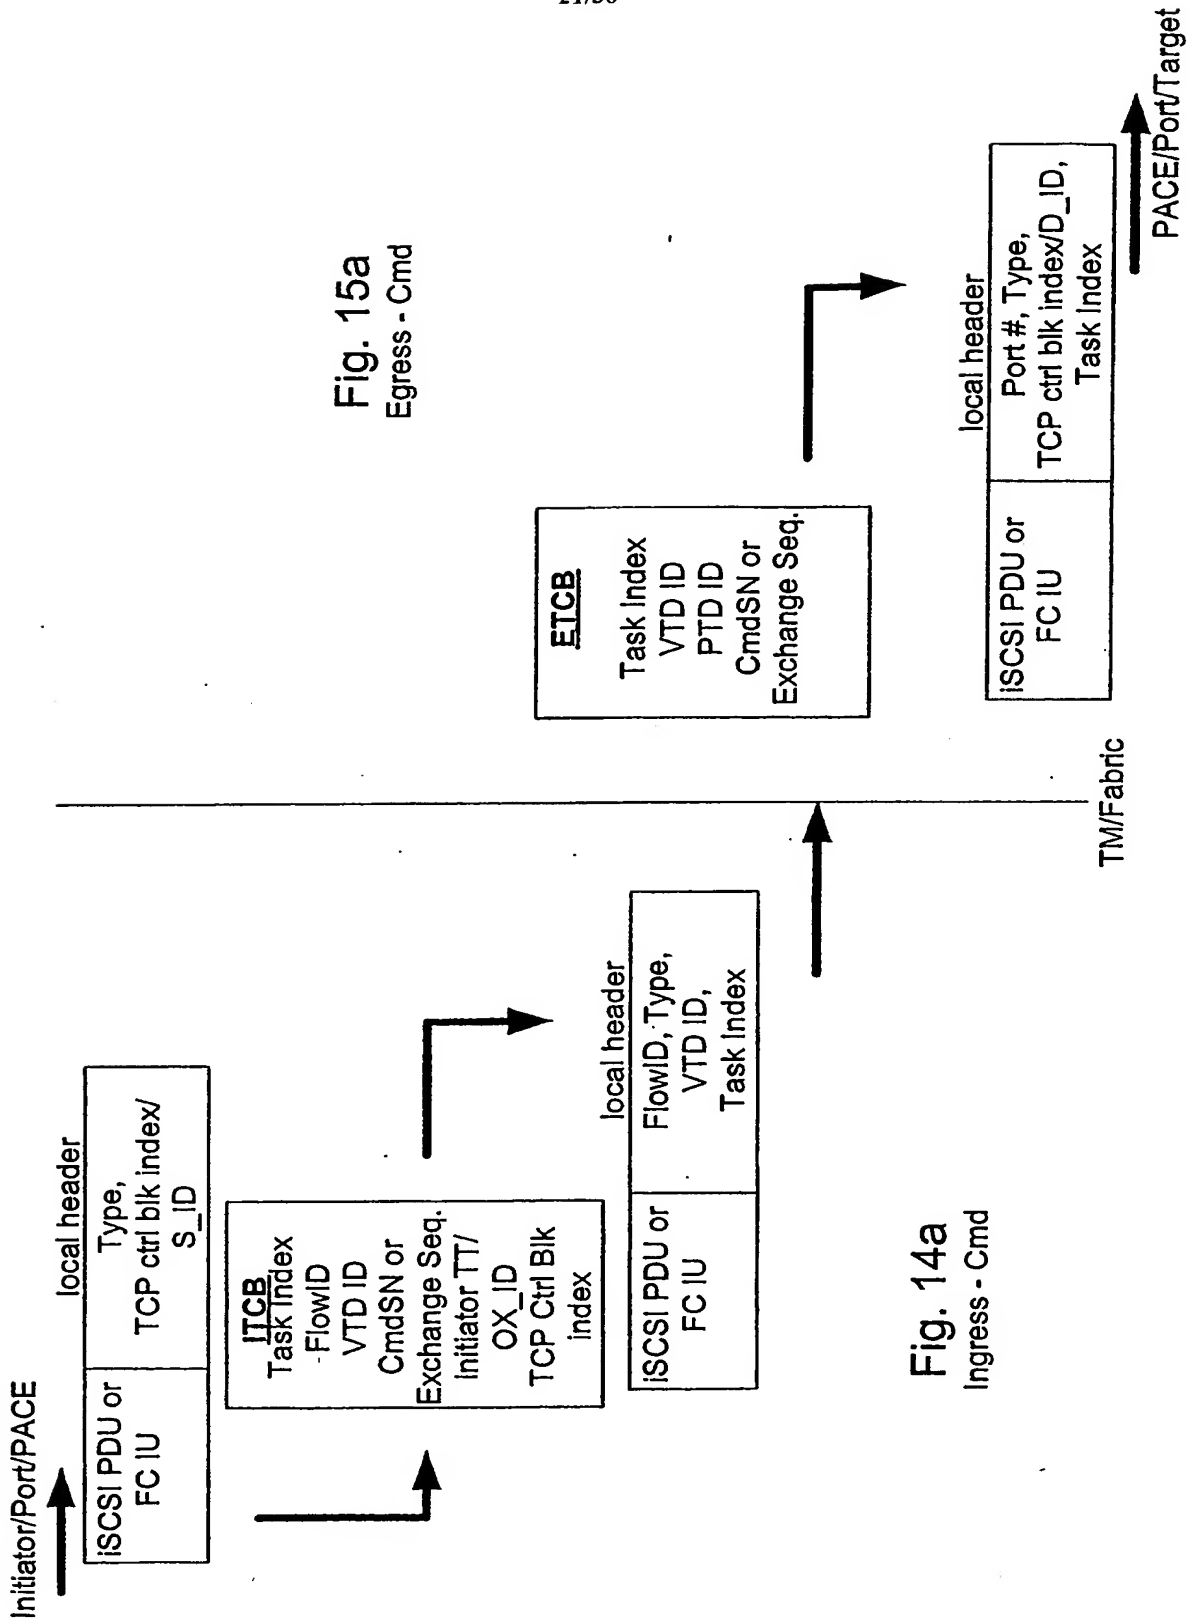 Initiator/Port/PACE
local header
iSCSI PDU or
FC IU
Type,
TCP ctrl blk index/
S_ID
ITCB
Task Index
FlowID
VTD ID
CmdSN or
Exchange Seq.
Initiator TT/
OX_ID
TCP Ctrl Blk
index
local header
iSCSI PDU or
FC IU
FlowID, Type,
VTD ID,
Task Index
Fig. 14a
Ingress - Cmd
TM/Fabric
Fig. 15a
Egress - Cmd
ETCB
Task Index
VTD ID
PTD ID
CmdSN or
Exchange Seq.
local header
iSCSI PDU or
FC IU
Port #, Type,
TCP ctrl blk index/D_ID,
Task Index
PACE/Port/Target